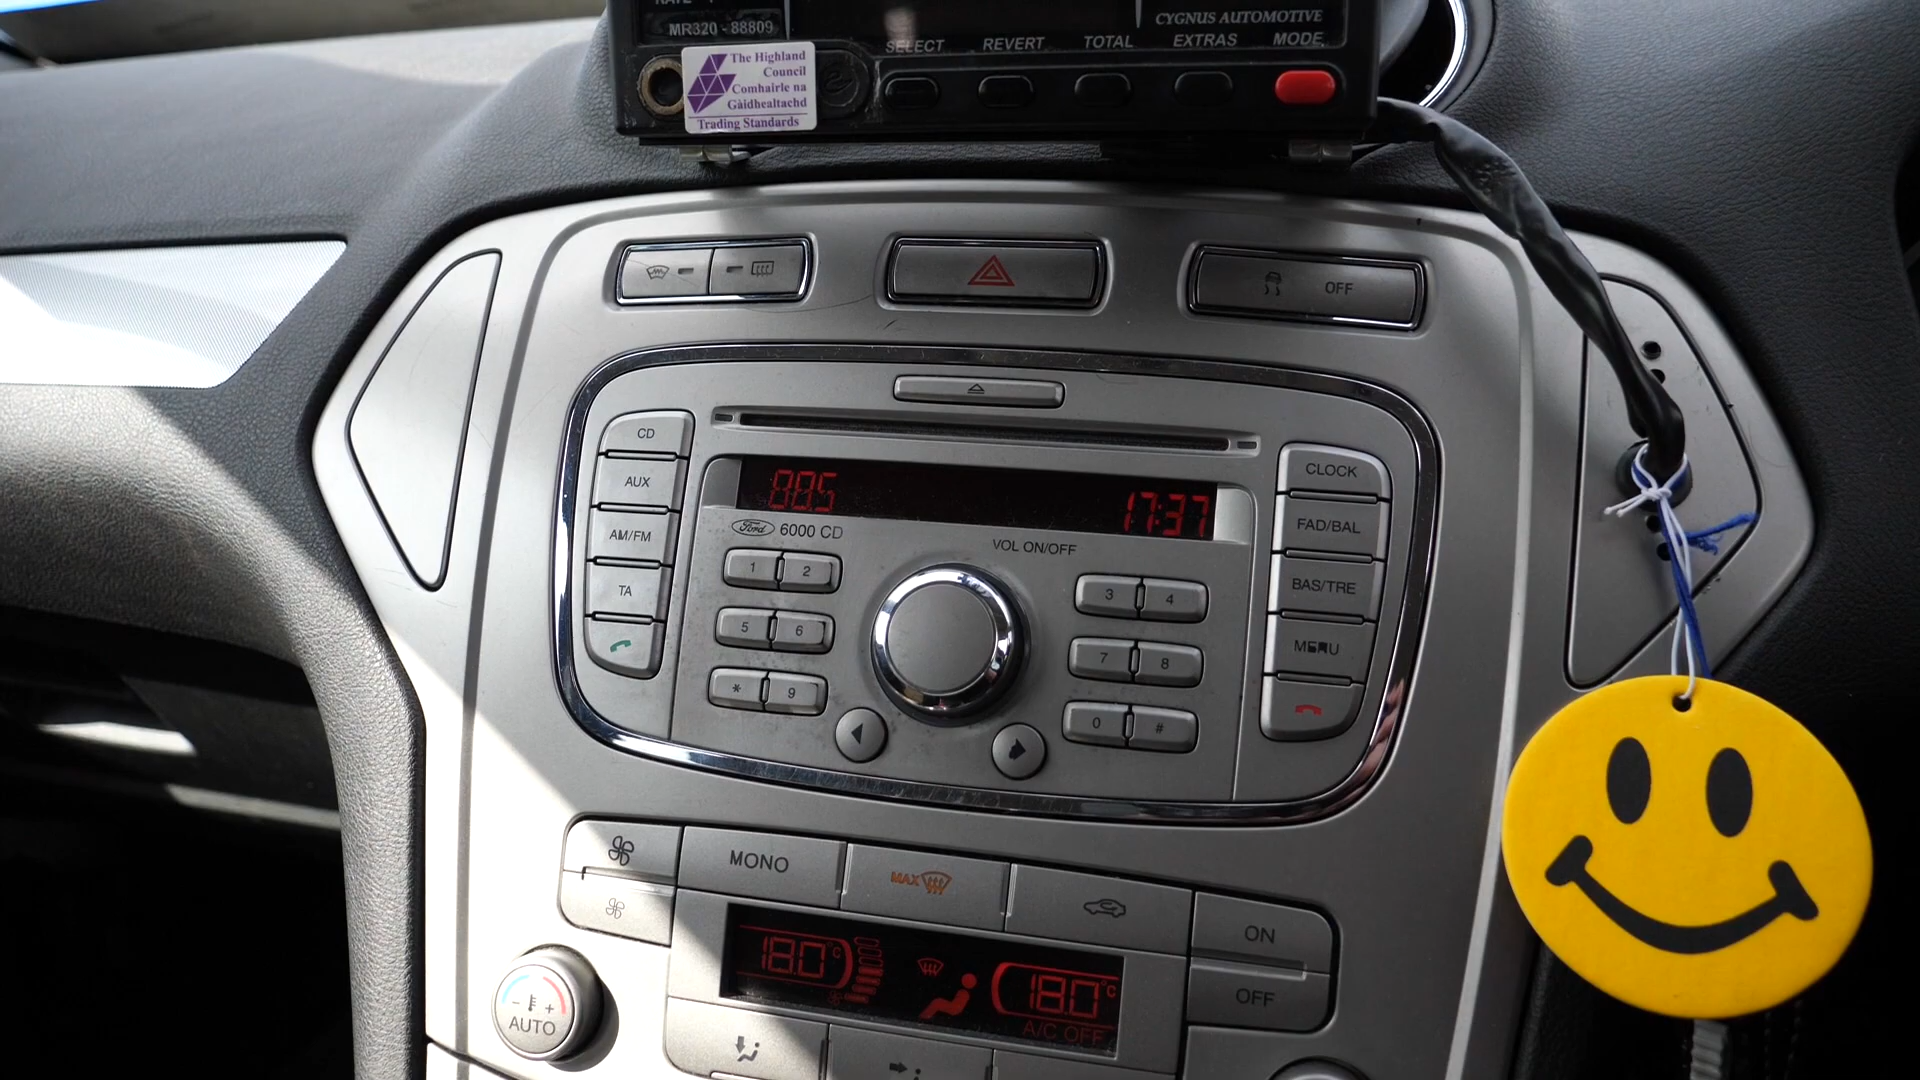 MR320 - 88809
CYGNUS AUTOMOTIVE
SELECT REVERT TOTAL EXTRAS MODE
The Highland
Council
Comhairle na
Gàidhealtachd
Trading Standards
OFF
CD
AUX
AM/FM
TA
88.5
17:37
Ford 6000 CD
VOL ON/OFF
1 2
3 4
5 6
7 8
* 9
0 #
CLOCK
FAD/BAL
BAS/TRE
MENU
MONO
MAX
ON
OFF
18.0°C
18.0°C
A/C OFF
- +
AUTO